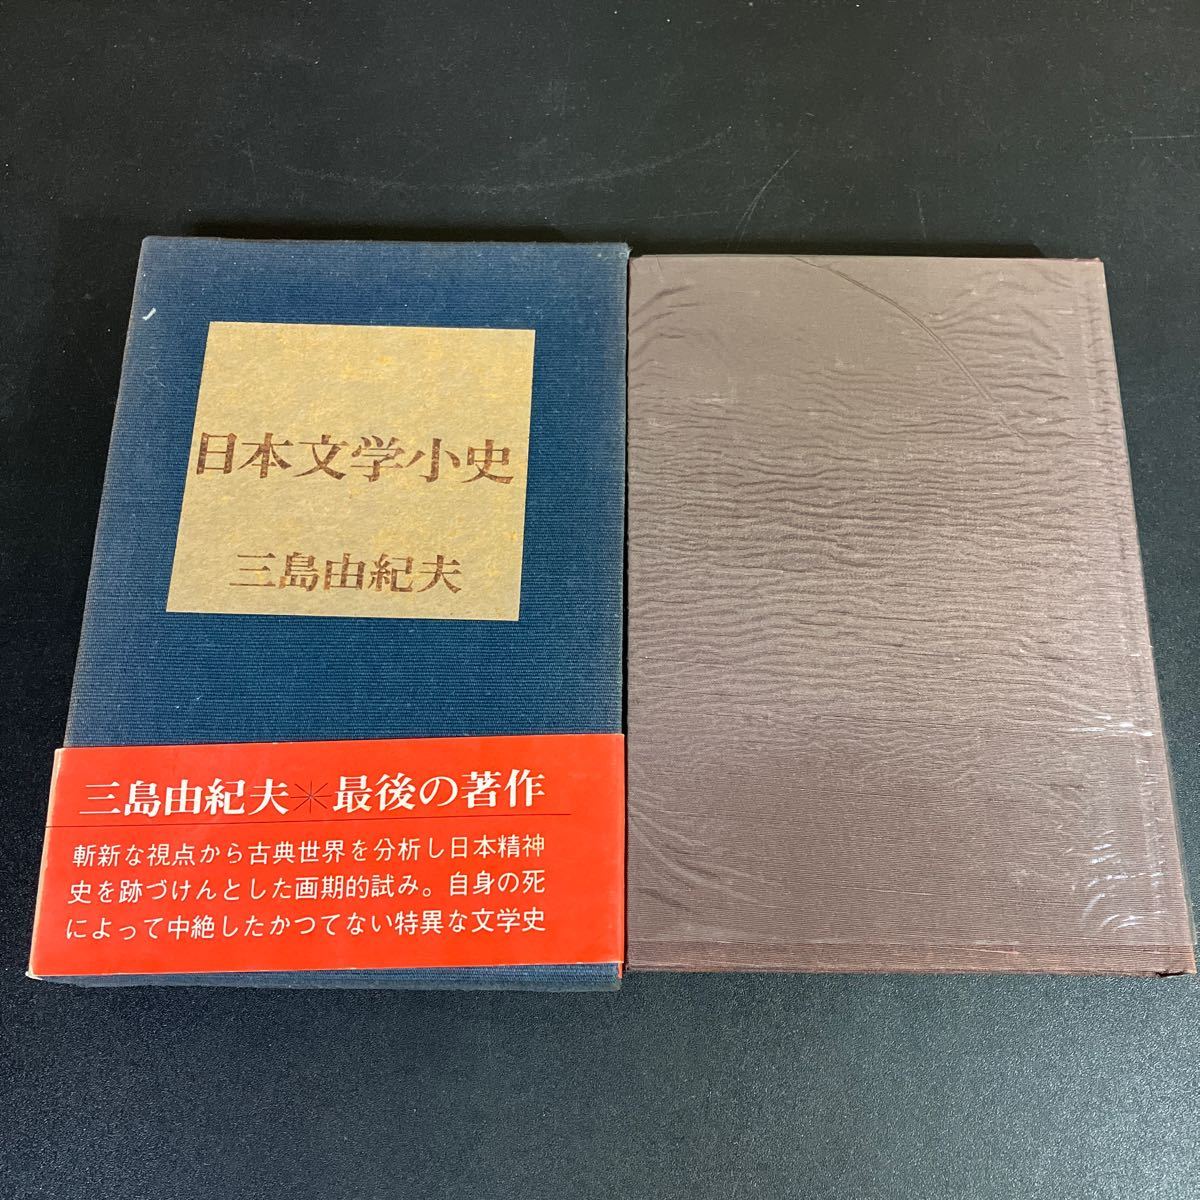 日本文学小史
三島由紀夫
三島由紀夫＊最後の著作
斬新な視点から古典世界を分析し日本精神
史を跡づけんとした画期的試み。自身の死
によって中絶したかつてない特異な文学史